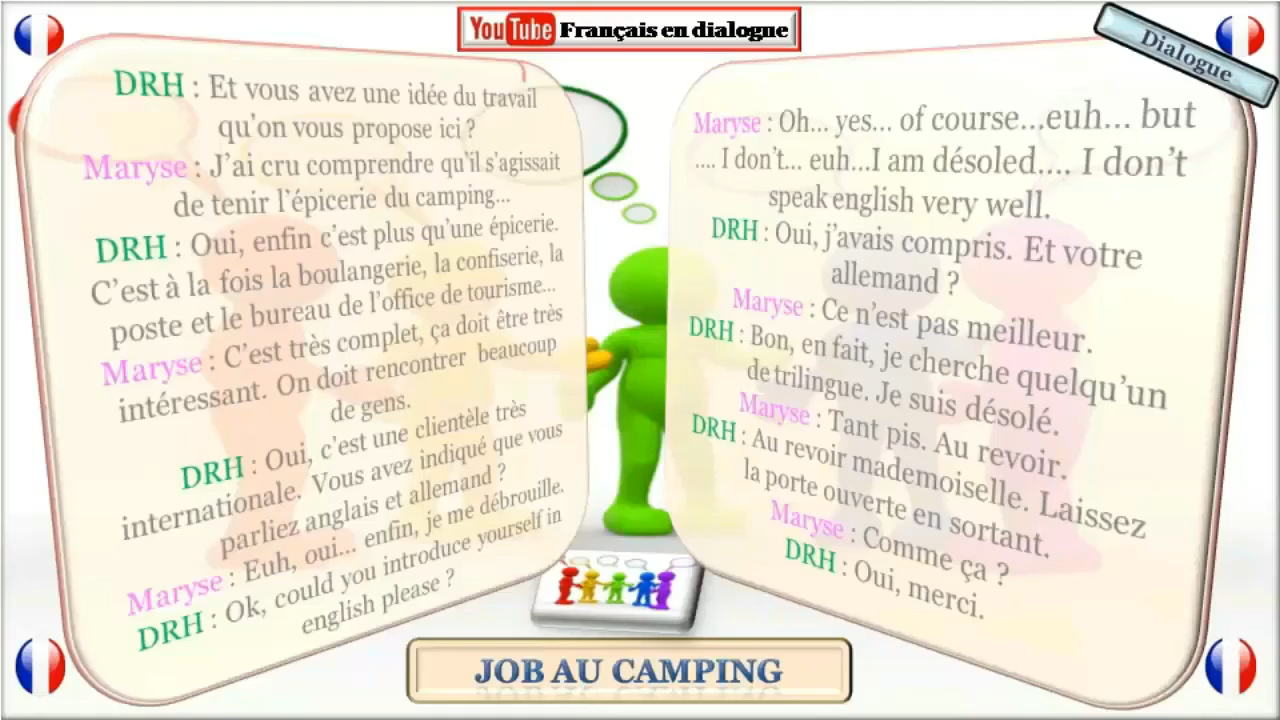 YouTube Français en dialogue
Dialogue
DRH : Et vous avez une idée du travail
qu'on vous propose ici ?
Maryse : J'ai cru comprendre qu'il s'agissait
de tenir l'épicerie du camping...
DRH : Oui, enfin c'est plus qu'une épicerie.
C'est à la fois la boulangerie, la confiserie, la
poste et le bureau de l'office de tourisme...
Maryse : C'est très complet, ça doit être très
intéressant. On doit rencontrer beaucoup
de gens.
DRH : Oui, c'est une clientèle très
internationale. Vous avez indiqué que vous
parliez anglais et allemand ?
Maryse : Euh, oui... enfin, je me débrouille.
DRH : Ok, could you introduce yourself in
english please ?
Maryse : Oh... yes... of course...euh... but
.... I don't... euh...I am désoled.... I don't
speak english very well.
DRH : Oui, j'avais compris. Et votre
allemand ?
Maryse : Ce n'est pas meilleur.
DRH : Bon, en fait, je cherche quelqu'un
de trilingue. Je suis désolé.
Maryse : Tant pis. Au revoir.
DRH : Au revoir mademoiselle. Laissez
la porte ouverte en sortant.
Maryse : Comme ça ?
DRH : Oui, merci.
JOB AU CAMPING